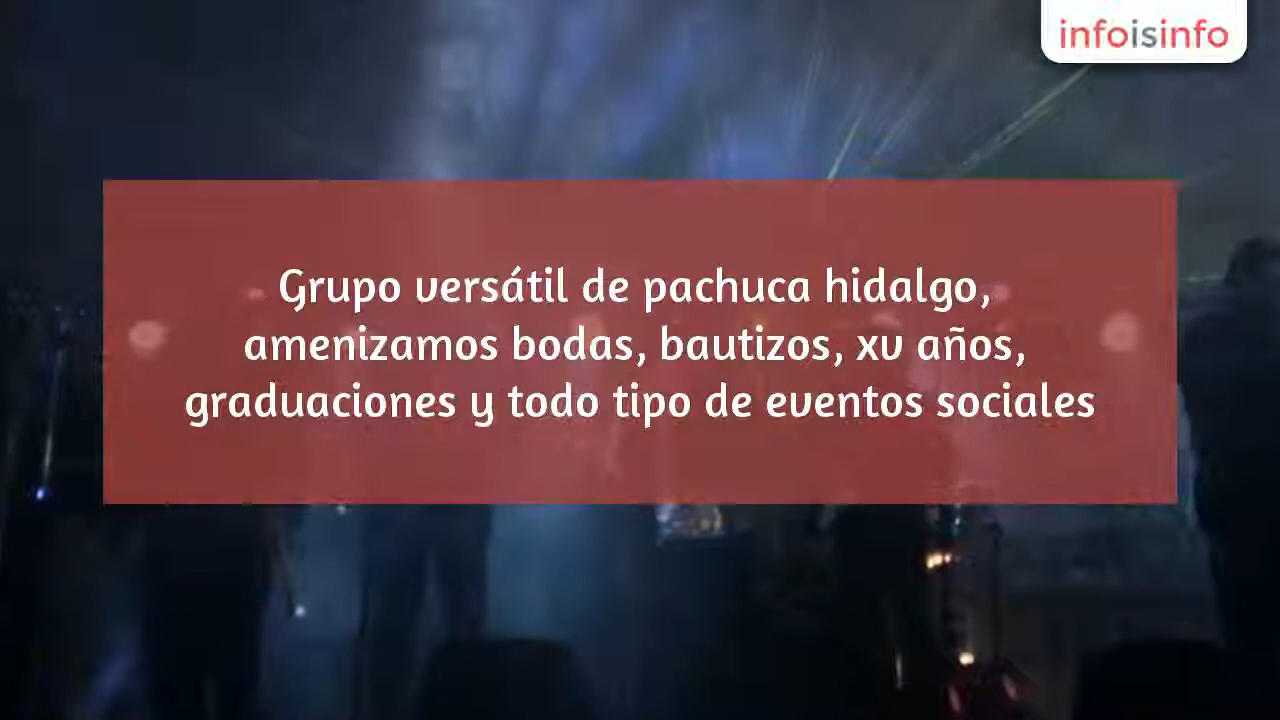 infoisinfo
Grupo versátil de pachuca hidalgo,
amenizamos bodas, bautizos, xv años,
graduaciones y todo tipo de eventos sociales